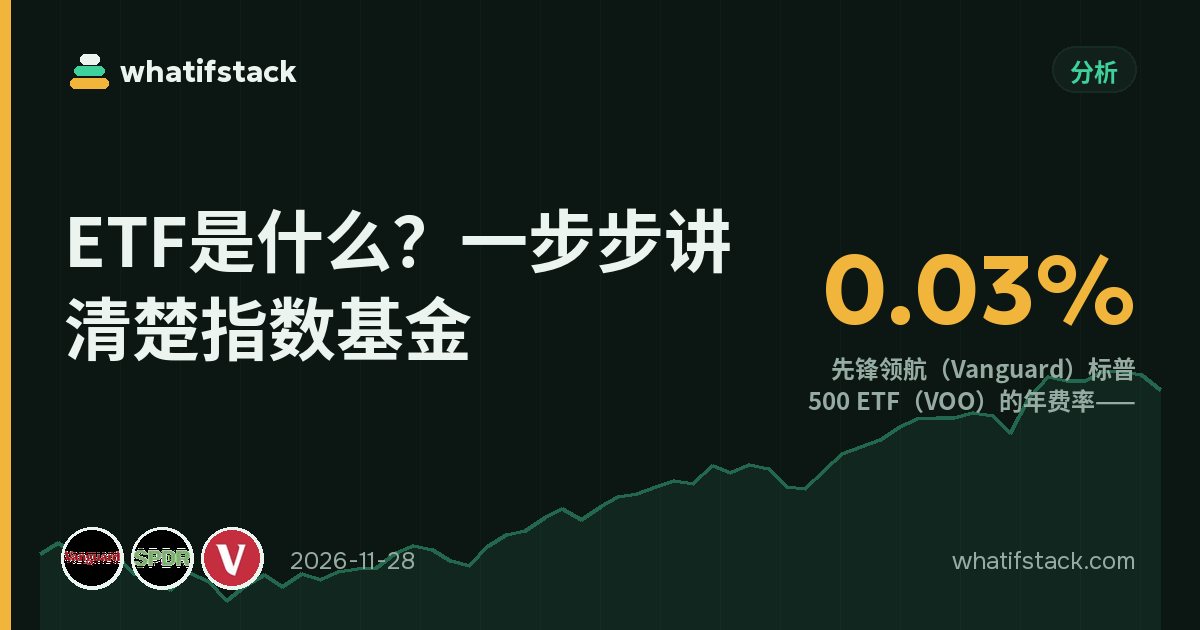 whatifstack
分析
ETF是什么？一步步讲
清楚指数基金
0.03%
先锋领航（Vanguard）标普
500 ETF（VOO）的年费率——
Vanguard
SPDR
V
2026-11-28
whatifstack.com